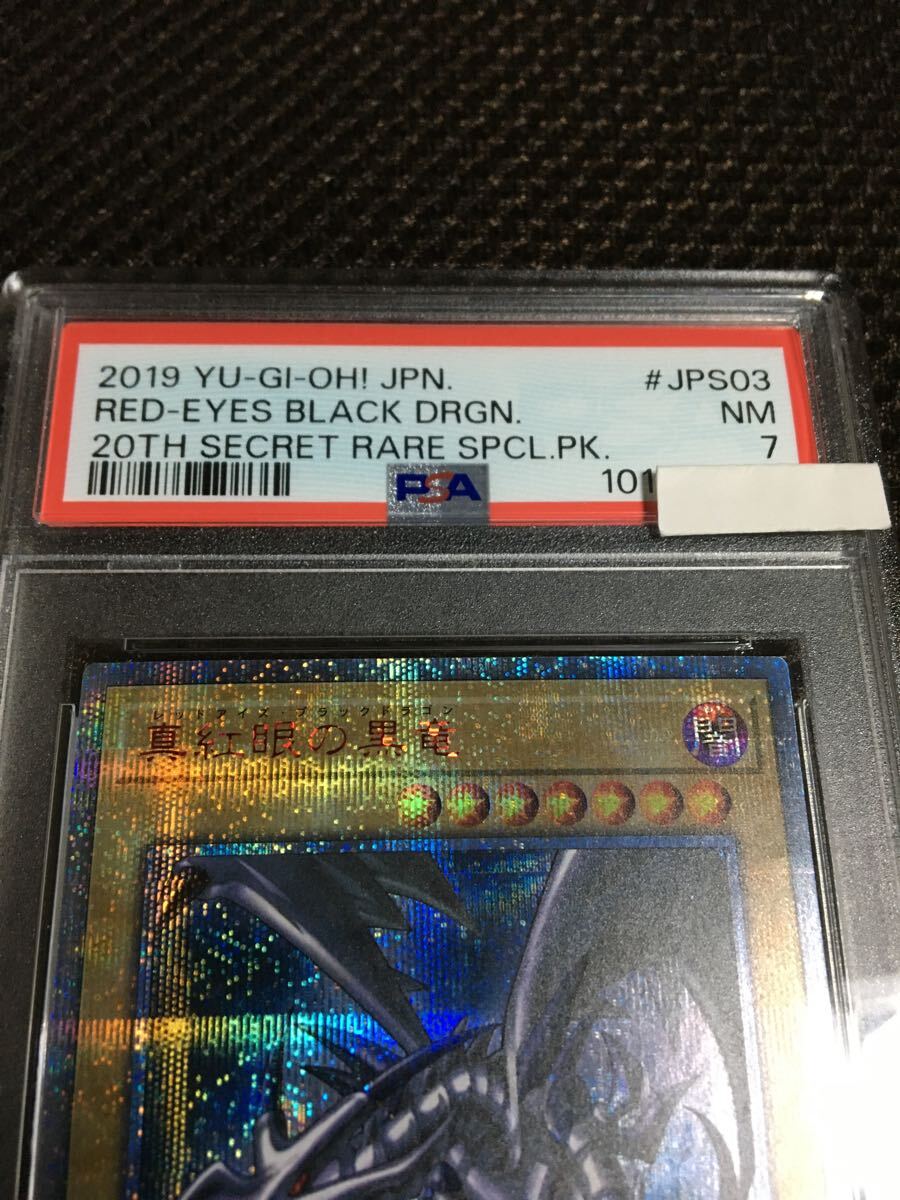 2019 YU-GI-OH! JPN. #JPS03
RED-EYES BLACK DRGN. NM
20TH SECRET RARE SPCL.PK. 7
PSA 101
レッドアイズ・ブラックドラゴン
真紅眼の黒竜 闇